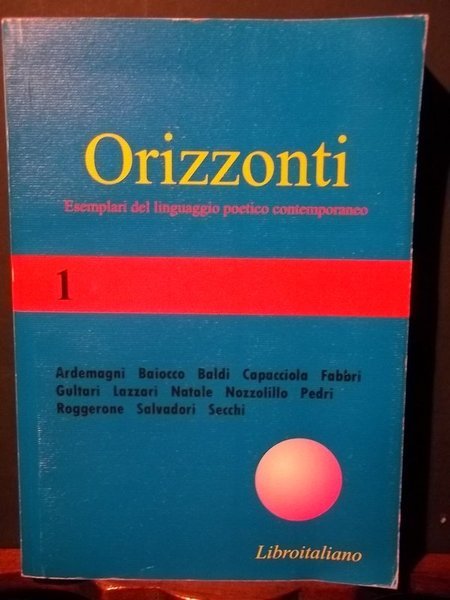 Orizzonti
Esemplari del linguaggio poetico contemporaneo
1
Ardemagni Baiocco Baldi Capacciola Fabbri
Gultari Lazzari Natale Nozzolillo Pedri
Roggerone Salvadori Secchi
Libroitaliano